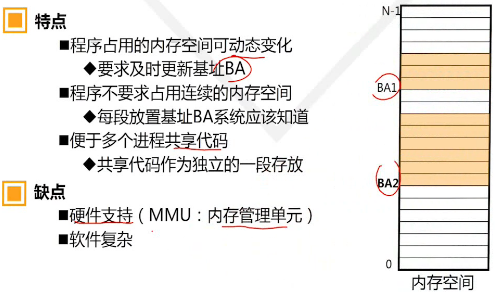 特点
■程序占用的内存空间可动态变化
◆要求及时更新基址BA
■程序不要求占用连续的内存空间
◆每段放置基址BA系统应该知道
■便于多个进程共享代码
◆共享代码作为独立的一段存放
缺点
■硬件支持（MMU：内存管理单元）
■软件复杂
N-1
BA1
BA2
0
内存空间